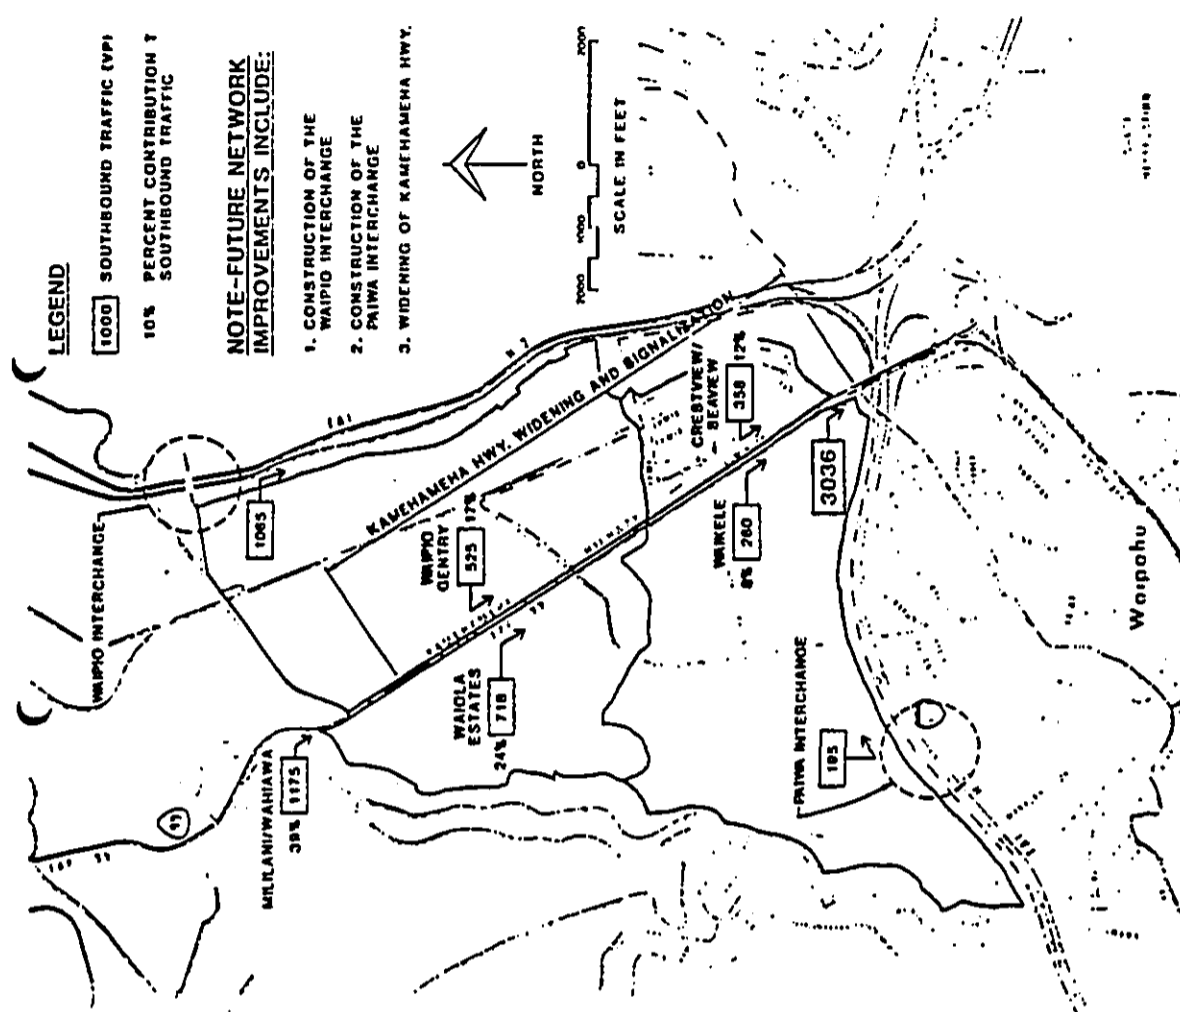 LEGEND
1000 SOUTHBOUND TRAFFIC (VP
10% PERCENT CONTRIBUTION T
SOUTHBOUND TRAFFIC
NOTE-FUTURE NETWORK
IMPROVEMENTS INCLUDE:
1. CONSTRUCTION OF THE
WAIPIO INTERCHANGE
2. CONSTRUCTION OF THE
PAIWA INTERCHANGE
3. WIDENING OF KAMEHAMEHA HWY.
NORTH
2000 1000 0 2000
SCALE IN FEET
WAIPIO INTERCHANGE
1065
KAMEHAMEHA HWY. WIDENING AND SIGNALIZATION
H 2
MILILANI/WAHIAWA
39% 1175
WAIPIO
GENTRY
525 17%
WAIOLA
ESTATES
24% 718
CRESTVIEW/
SEAVIEW
358 12%
WAIKELE
8% 260
3036
PAIWA INTERCHANGE
195
Waipahu